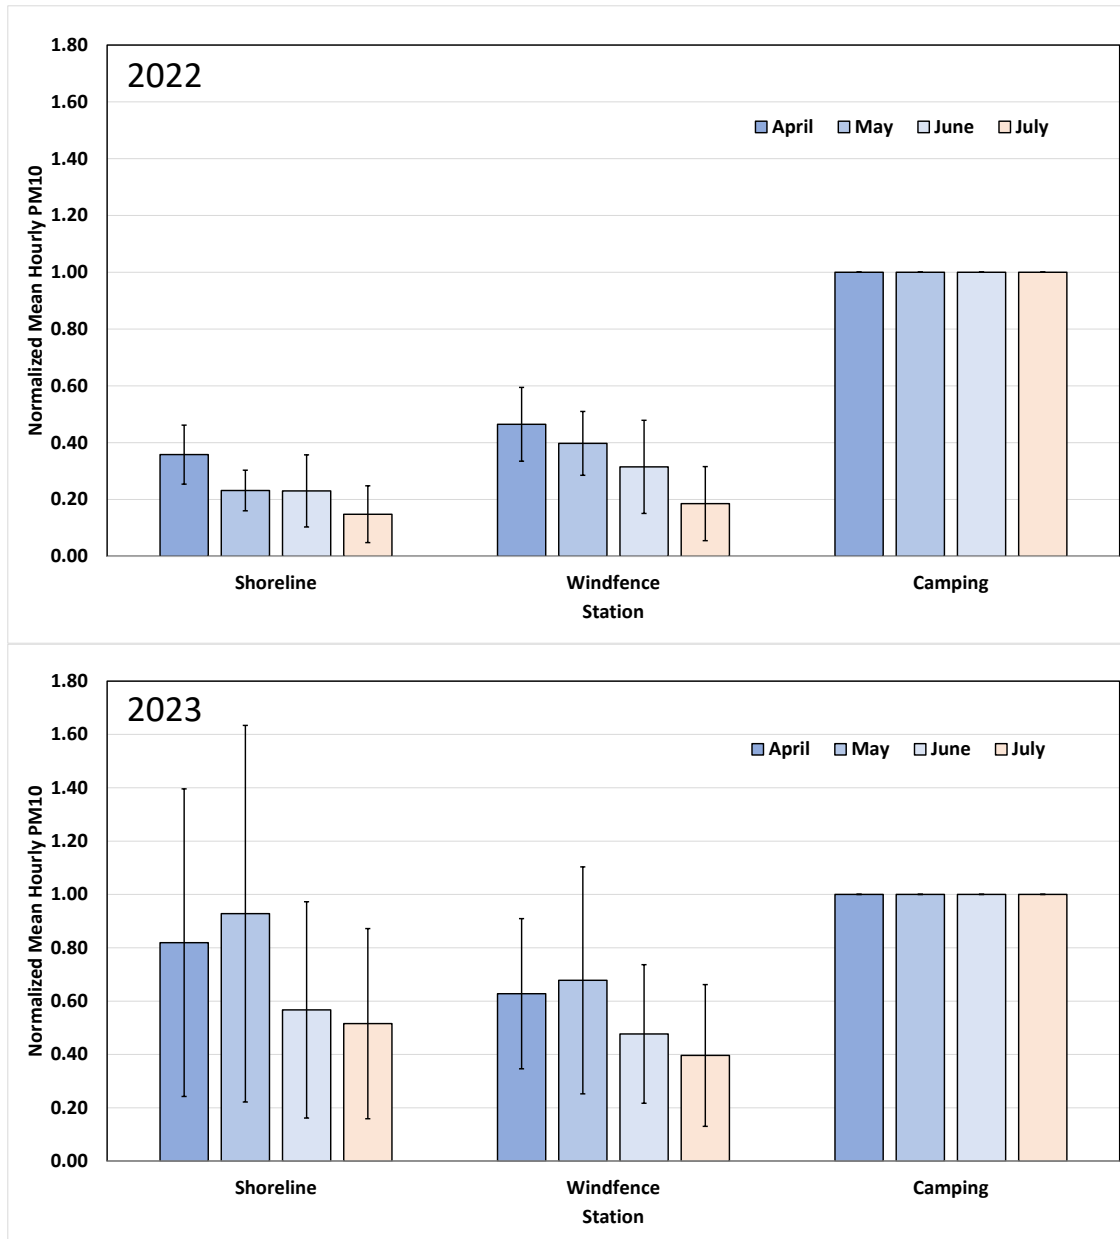 2022
Normalized Mean Hourly PM10
1.80
1.60
1.40
1.20
1.00
0.80
0.60
0.40
0.20
0.00
April May June July
Shoreline Windfence Camping
Station
2023
Normalized Mean Hourly PM10
1.80
1.60
1.40
1.20
1.00
0.80
0.60
0.40
0.20
0.00
April May June July
Shoreline Windfence Camping
Station